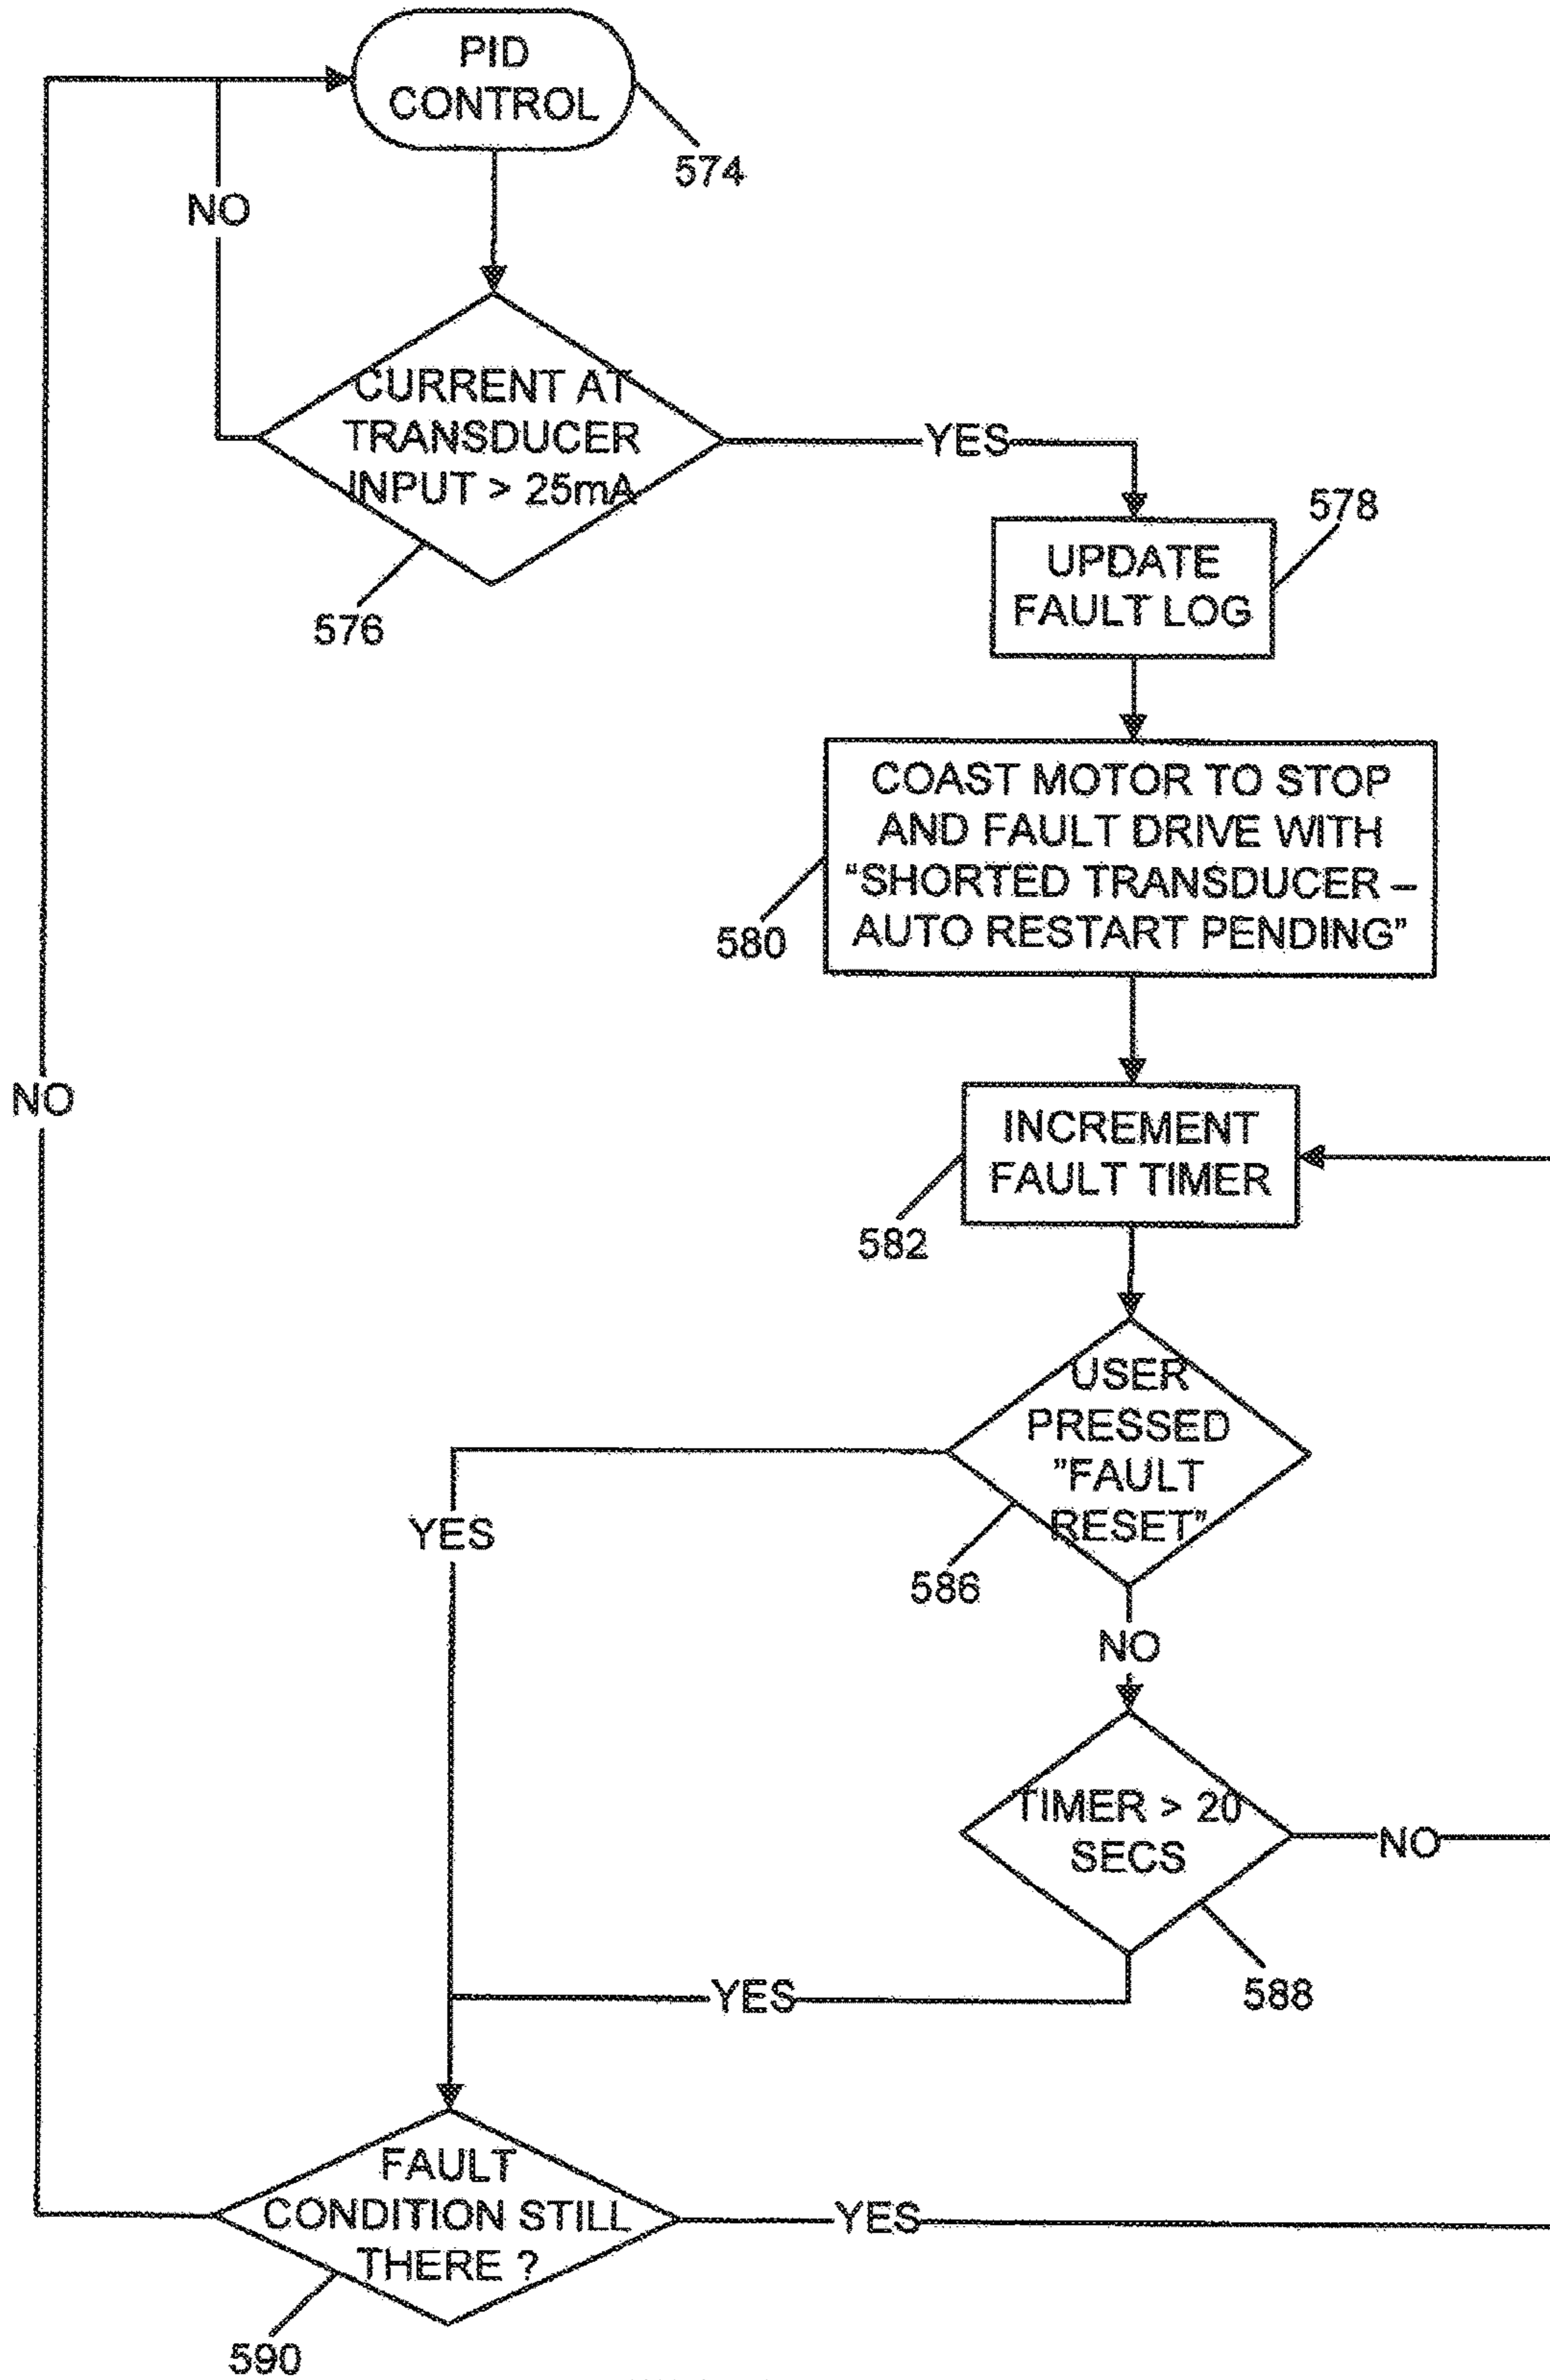 PID
CONTROL
574
NO
CURRENT AT
TRANSDUCER
INPUT > 25mA
YES
576
578
UPDATE
FAULT LOG
COAST MOTOR TO STOP
AND FAULT DRIVE WITH
“SHORTED TRANSDUCER –
AUTO RESTART PENDING”
580
NO
INCREMENT
FAULT TIMER
582
USER
PRESSED
”FAULT
RESET”
YES
586
NO
TIMER > 20
SECS
NO
588
YES
FAULT
CONDITION STILL
THERE ?
YES
590